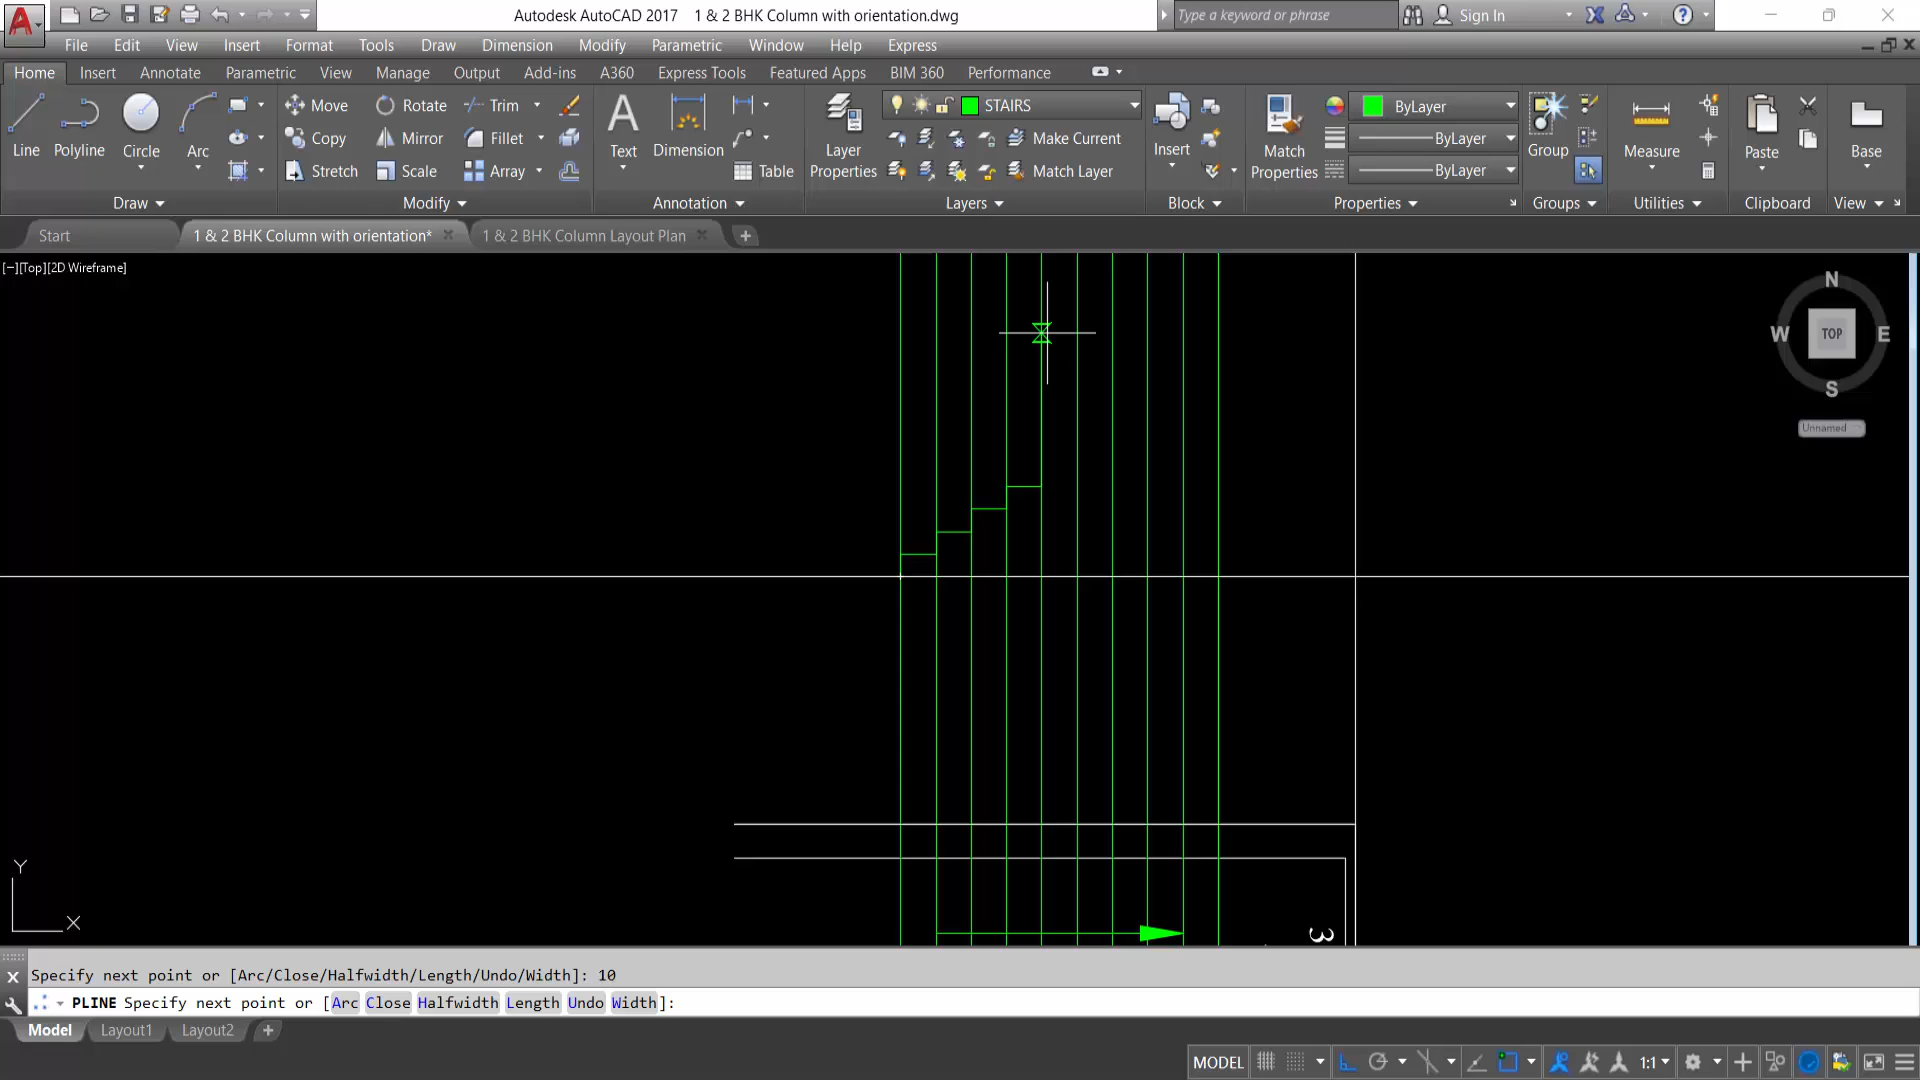 Autodesk AutoCAD 2017 1 & 2 BHK Column with orientation.dwg
Type a keyword or phrase
Sign In
File Edit View Insert Format Tools Draw Dimension Modify Parametric Window Help Express
Home Insert Annotate Parametric View Manage Output Add-ins A360 Express Tools Featured Apps BIM 360 Performance
Line Polyline Circle Arc
Move Rotate Trim
Copy Mirror Fillet
Stretch Scale Array
Text Dimension Table
Layer Properties
STAIRS
Make Current
Match Layer
Insert
Match Properties
ByLayer
ByLayer
ByLayer
Group
Measure
Paste
Base
Draw Modify Annotation Layers Block Properties Groups Utilities Clipboard View
Start 1 & 2 BHK Column with orientation* 1 & 2 BHK Column Layout Plan
[−][Top][2D Wireframe]
N
W TOP E
S
Unnamed
Y
X
3
Specify next point or [Arc/Close/Halfwidth/Length/Undo/Width]: 10
PLINE Specify next point or [Arc Close Halfwidth Length Undo Width]:
Model Layout1 Layout2 +
MODEL 1:1